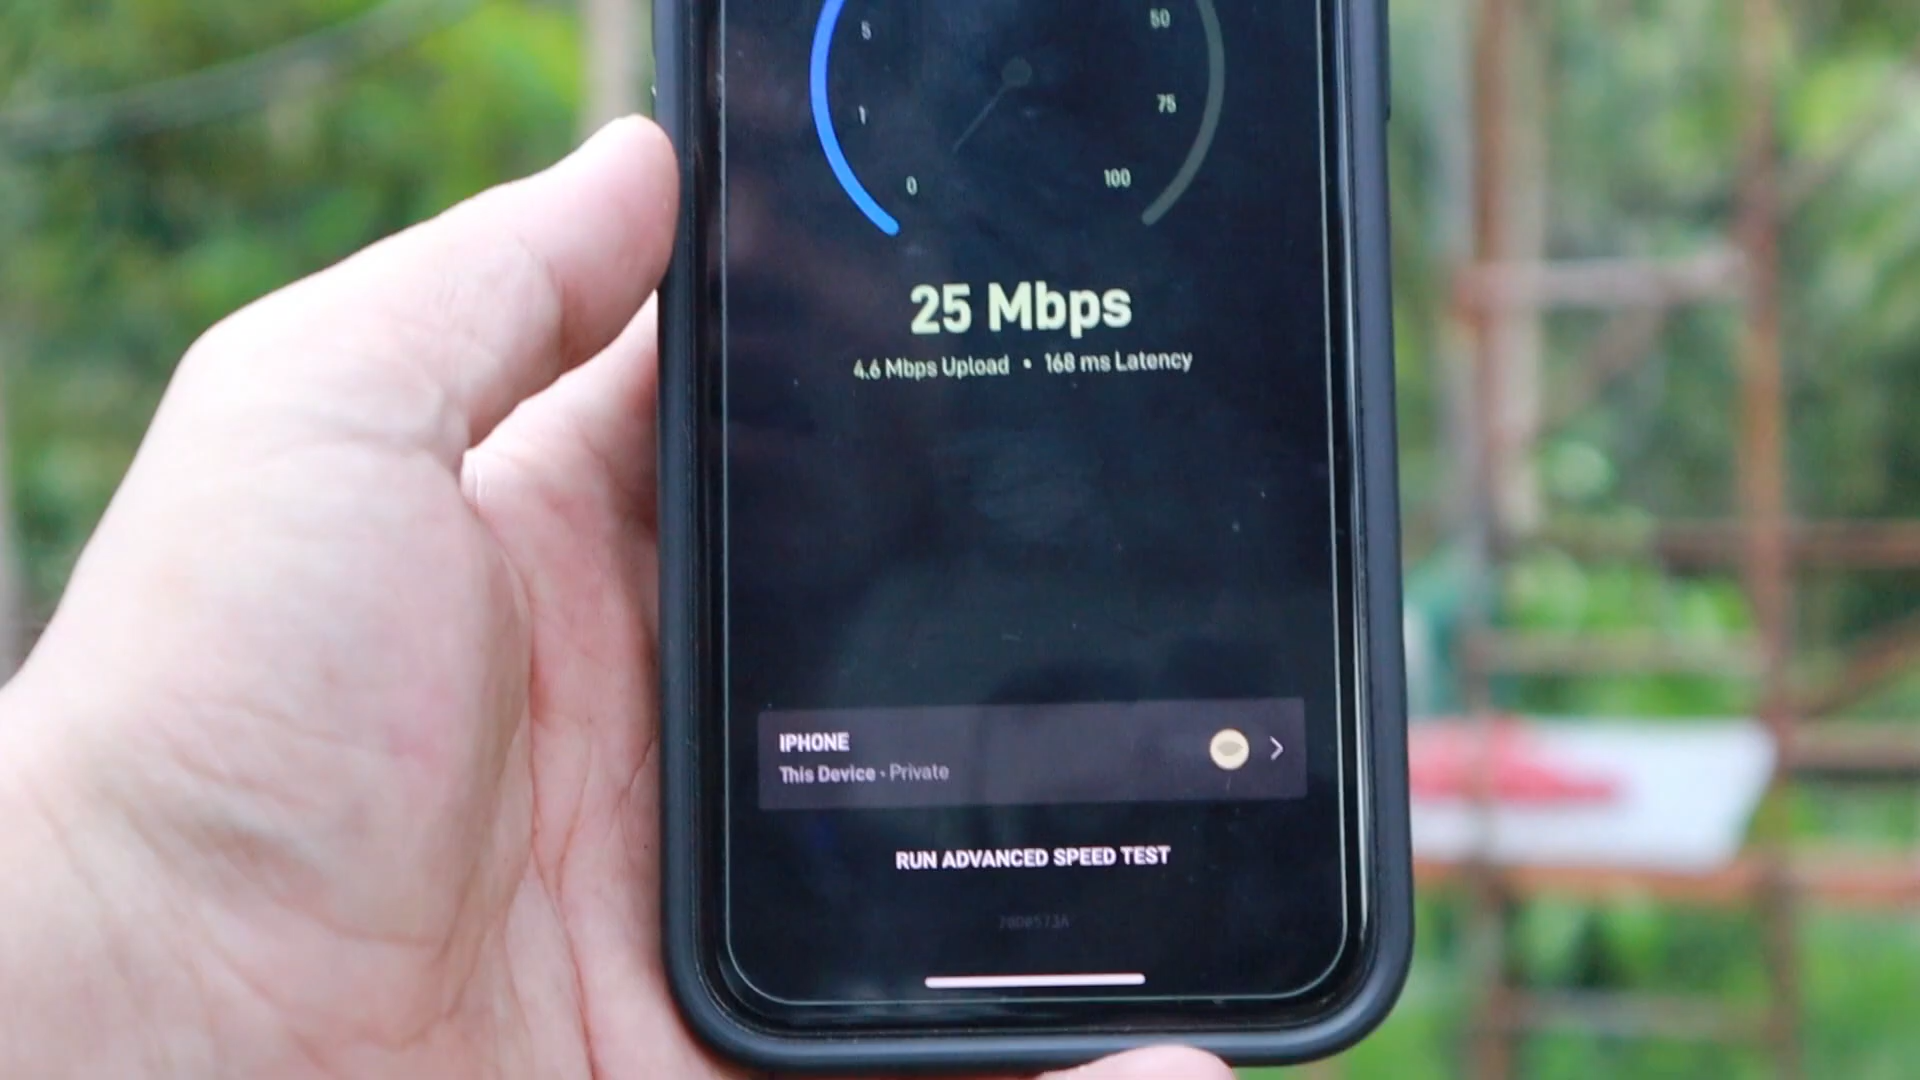 5
50
1
75
0
100
25 Mbps
4.6 Mbps Upload • 168 ms Latency
IPHONE
This Device • Private
RUN ADVANCED SPEED TEST